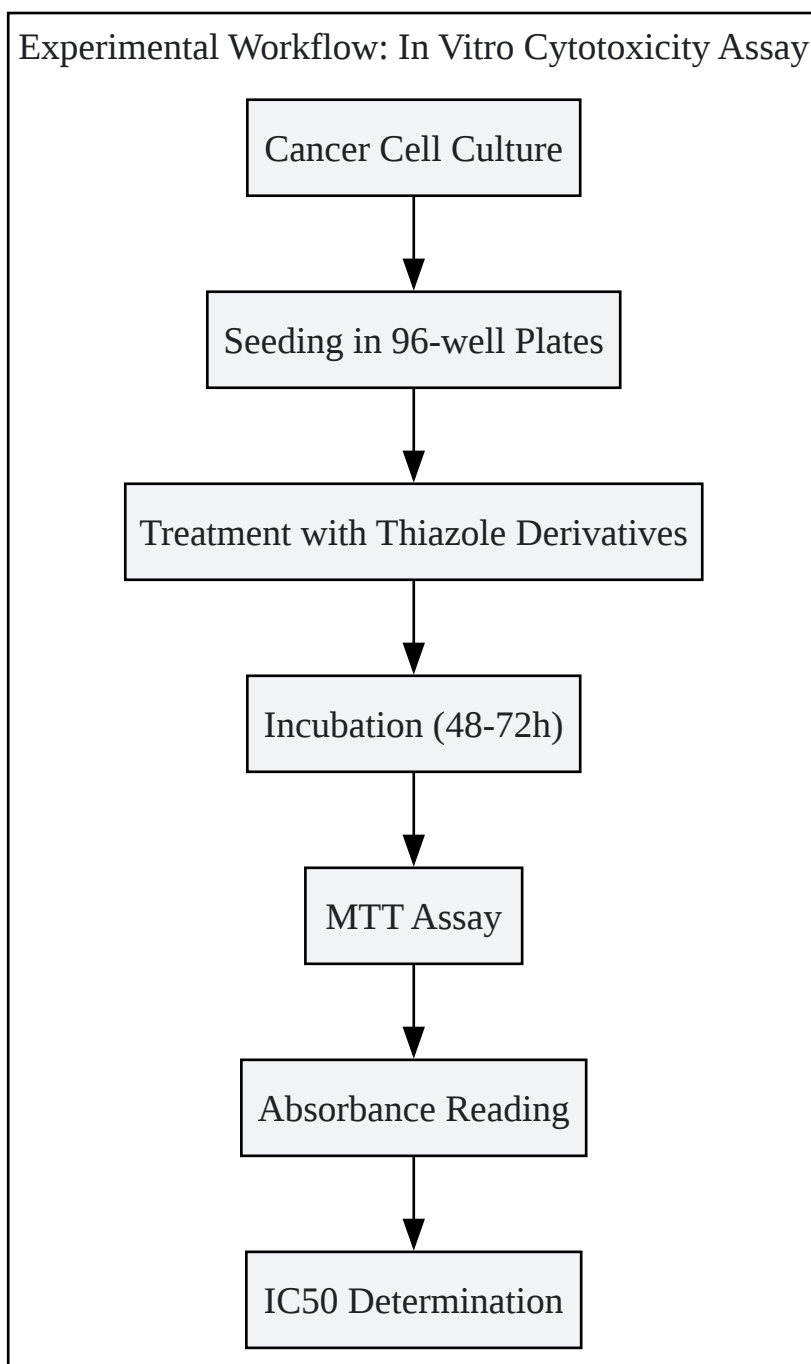 Experimental Workflow: In Vitro Cytotoxicity Assay
Cancer Cell Culture
Seeding in 96-well Plates
Treatment with Thiazole Derivatives
Incubation (48-72h)
MTT Assay
Absorbance Reading
IC50 Determination